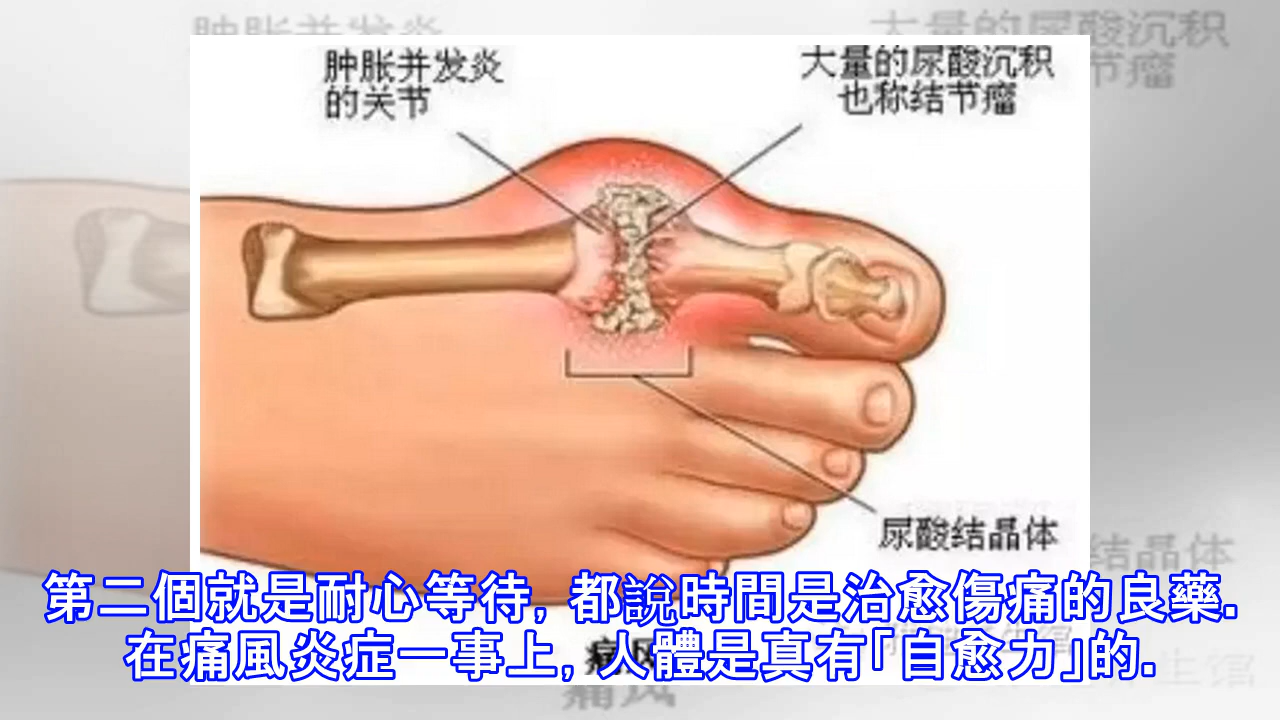 肿胀并发炎
的关节
大量的尿酸沉积
也称结节瘤
尿酸结晶体
第二個就是耐心等待, 都說時間是治愈傷痛的良藥.
在痛風炎症一事上, 人體是真有「自愈力」的.
痛风